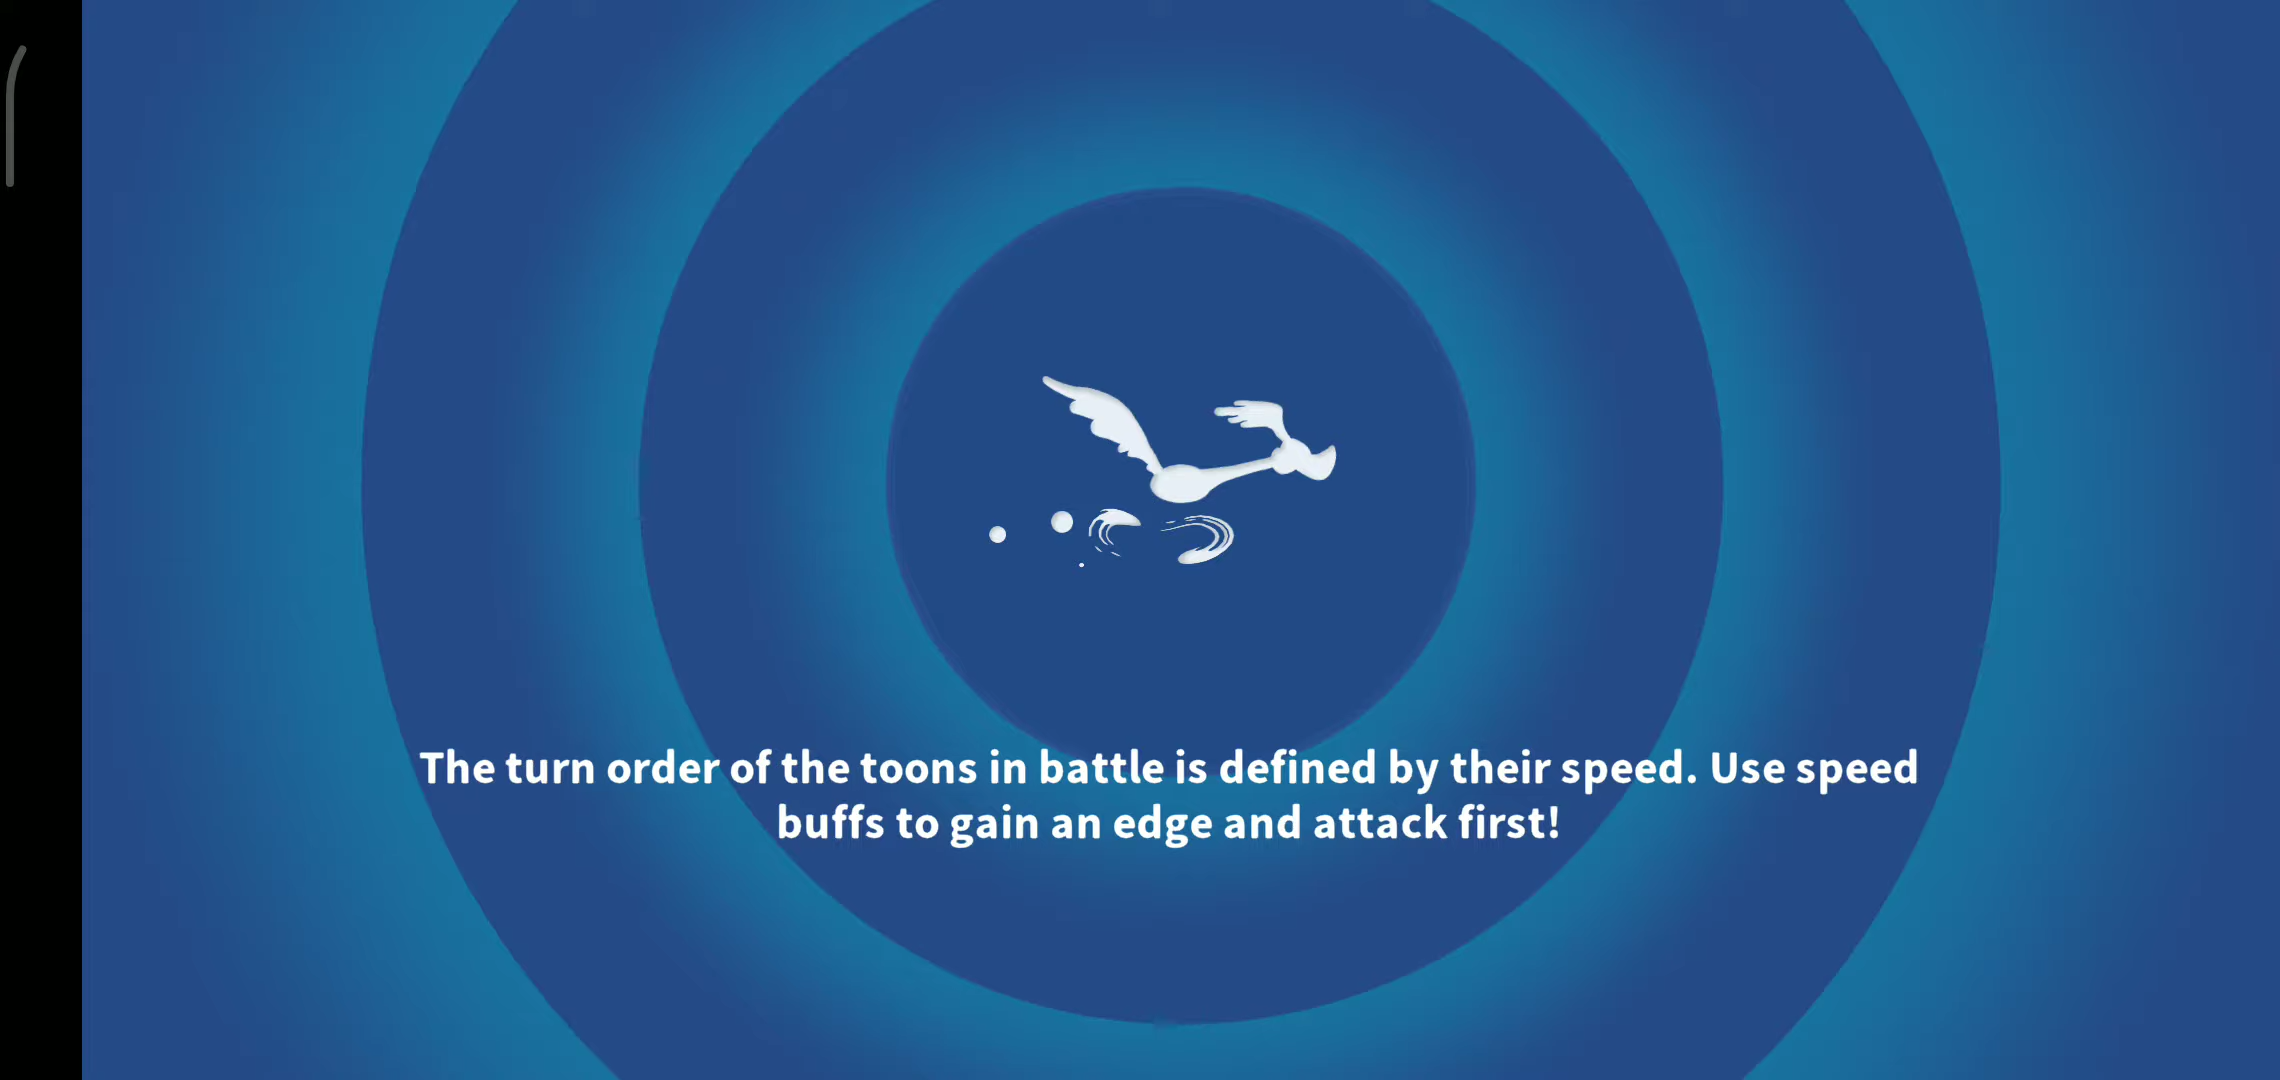 The turn order of the toons in battle is defined by their speed. Use speed
buffs to gain an edge and attack first!